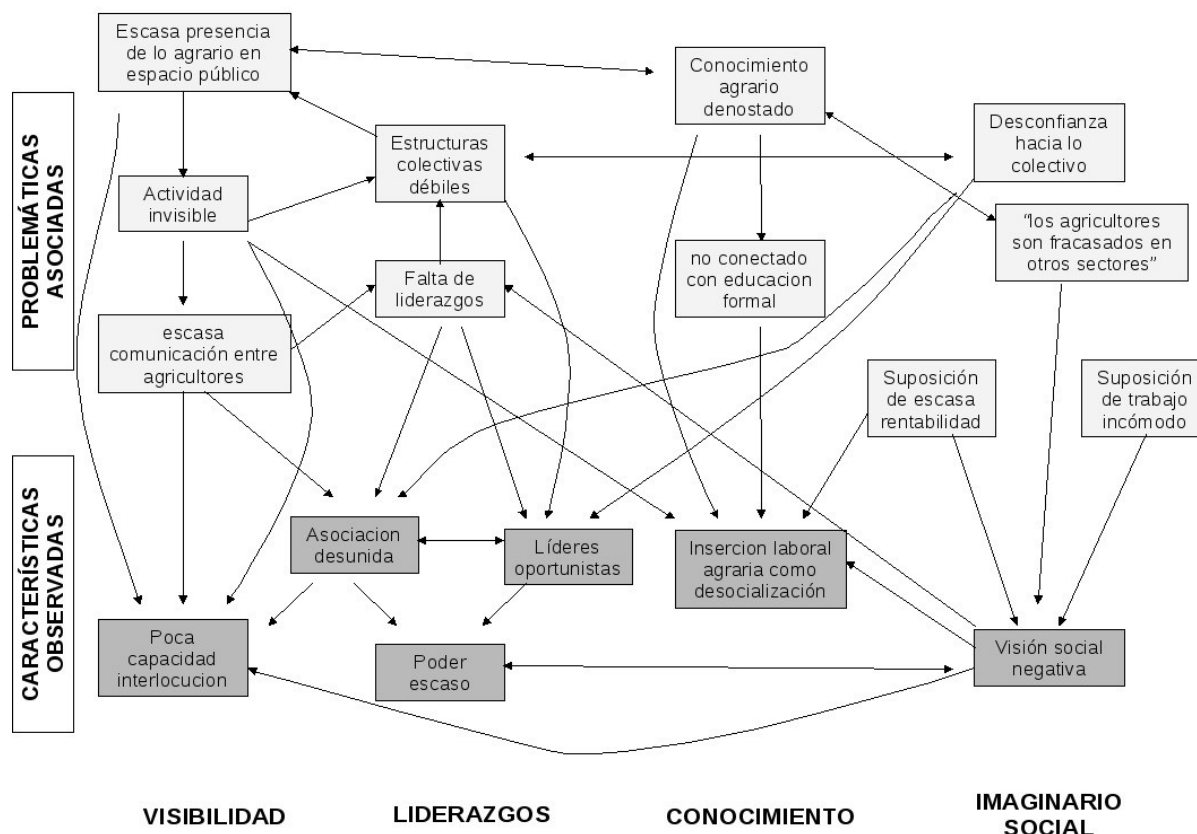 Escasa presencia
de lo agrario en
espacio público
Conocimiento
agrario
denostado
Desconfianza
hacia lo
colectivo
Estructuras
colectivas
débiles
Actividad
invisible
“los agricultores
son fracasados en
otros sectores”
no conectado
con educacion
formal
Falta de
liderazgos
escasa
comunicación entre
agricultores
Suposición
de escasa
rentabilidad
Suposición
de trabajo
incómodo
PROBLEMÁTICAS
ASOCIADAS
Asociacion
desunida
Líderes
oportunistas
Insercion laboral
agraria como
desocialización
Poca
capacidad
interlocucion
Poder
escaso
Visión social
negativa
CARACTERÍSTICAS
OBSERVADAS
VISIBILIDAD
LIDERAZGOS
CONOCIMIENTO
IMAGINARIO
SOCIAL